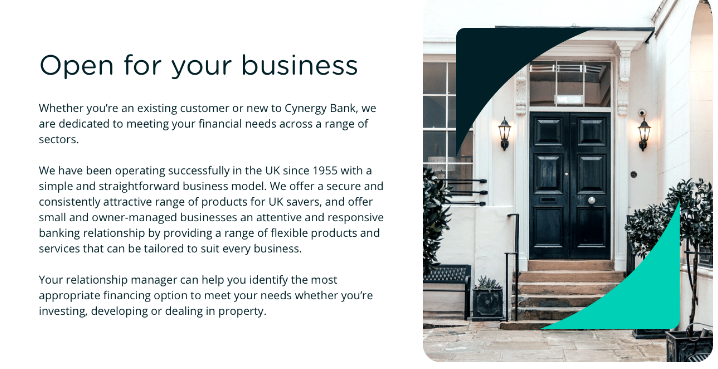 Open for your business
Whether you're an existing customer or new to Cynergy Bank, we
are dedicated to meeting your financial needs across a range of
sectors.
We have been operating successfully in the UK since 1955 with a
simple and straightforward business model. We offer a secure and
consistently attractive range of products for UK savers, and offer
small and owner-managed businesses an attentive and responsive
banking relationship by providing a range of flexible products and
services that can be tailored to suit every business.
Your relationship manager can help you identify the most
appropriate financing option to meet your needs whether you're
investing, developing or dealing in property.